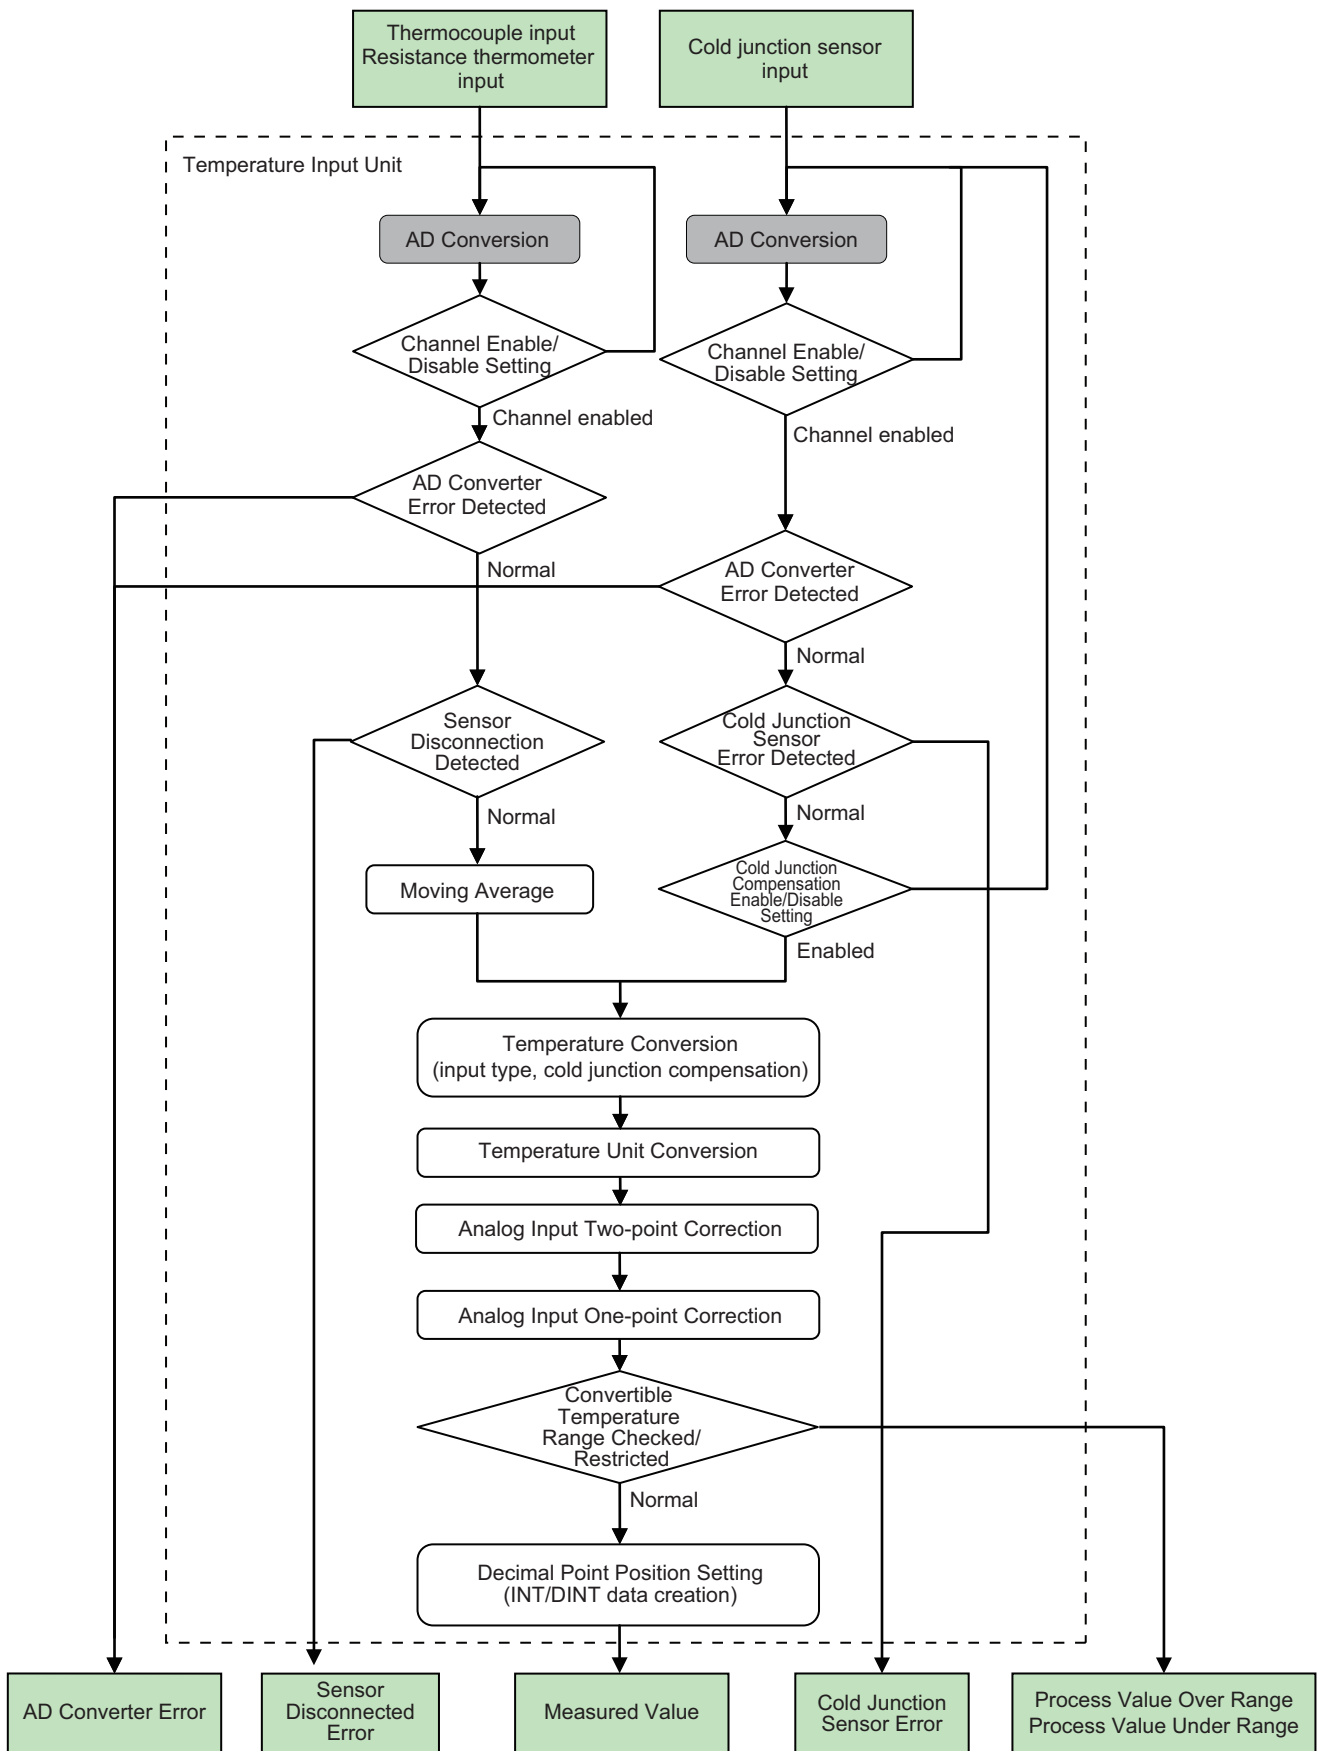 Thermocouple input
Resistance thermometer
input
Cold junction sensor
input
Temperature Input Unit
AD Conversion
AD Conversion
Channel Enable/
Disable Setting
Channel Enable/
Disable Setting
Channel enabled
Channel enabled
AD Converter
Error Detected
Normal
AD Converter
Error Detected
Normal
Sensor
Disconnection
Detected
Cold Junction
Sensor
Error Detected
Normal
Normal
Moving Average
Cold Junction
Compensation
Enable/Disable
Setting
Enabled
Temperature Conversion
(input type, cold junction compensation)
Temperature Unit Conversion
Analog Input Two-point Correction
Analog Input One-point Correction
Convertible
Temperature
Range Checked/
Restricted
Normal
Decimal Point Position Setting
(INT/DINT data creation)
AD Converter Error
Sensor
Disconnected
Error
Measured Value
Cold Junction
Sensor Error
Process Value Over Range
Process Value Under Range